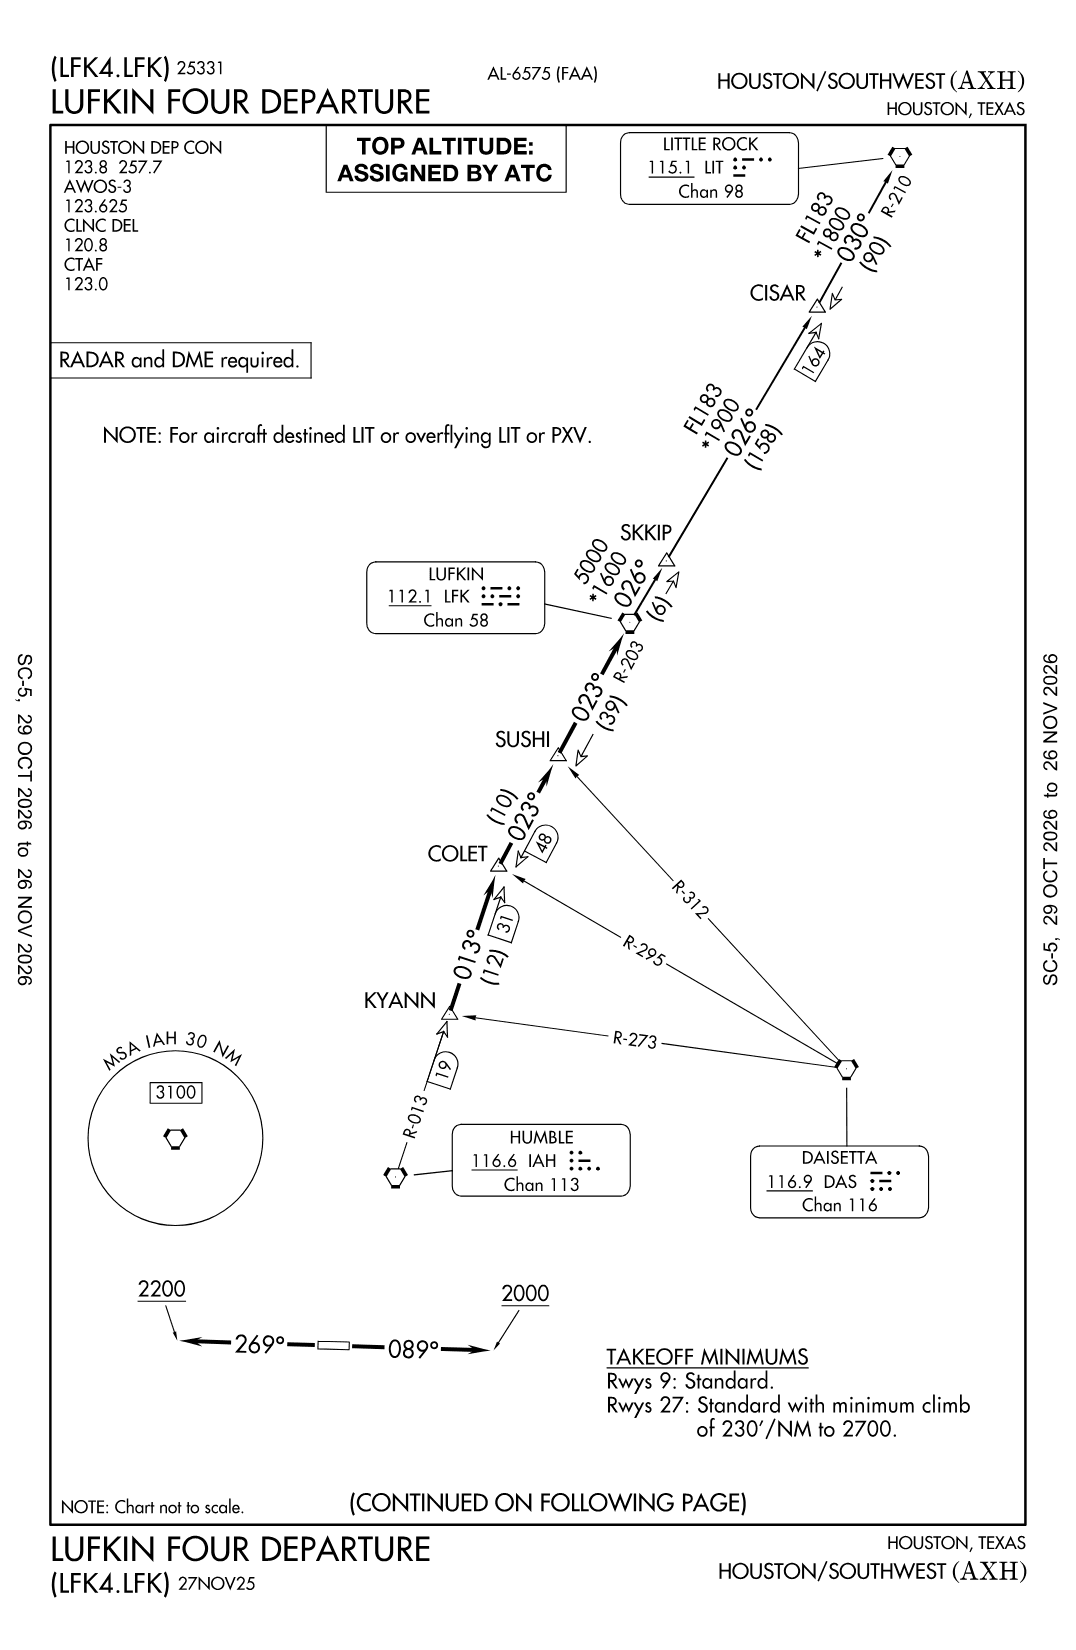 (LFK4.LFK) 25331
LUFKIN FOUR DEPARTURE
AL-6575 (FAA)
HOUSTON/SOUTHWEST (AXH)
HOUSTON, TEXAS
HOUSTON DEP CON
123.8 257.7
AWOS-3
123.625
CLNC DEL
120.8
CTAF
123.0
TOP ALTITUDE:
ASSIGNED BY ATC
LITTLE ROCK
115.1 LIT
Chan 98
R-210
FL183
*1800
030°
(90)
CISAR
164
RADAR and DME required.
FL183
*1900
026°
(158)
NOTE: For aircraft destined LIT or overflying LIT or PXV.
SKKIP
5000
*1600
026°
(6)
LUFKIN
112.1 LFK
Chan 58
R-203
023°
(39)
SUSHI
(10)
023°
48
COLET
R-312
R-295
31
013°
(12)
KYANN
R-273
19
R-013
MSA IAH 30 NM
3100
HUMBLE
116.6 IAH
Chan 113
DAISETTA
116.9 DAS
Chan 116
2200
2000
269°
089°
TAKEOFF MINIMUMS
Rwys 9: Standard.
Rwys 27: Standard with minimum climb
of 230'/NM to 2700.
NOTE: Chart not to scale.
(CONTINUED ON FOLLOWING PAGE)
LUFKIN FOUR DEPARTURE
(LFK4.LFK) 27NOV25
HOUSTON, TEXAS
HOUSTON/SOUTHWEST (AXH)
SC-5, 29 OCT 2026 to 26 NOV 2026
SC-5, 29 OCT 2026 to 26 NOV 2026